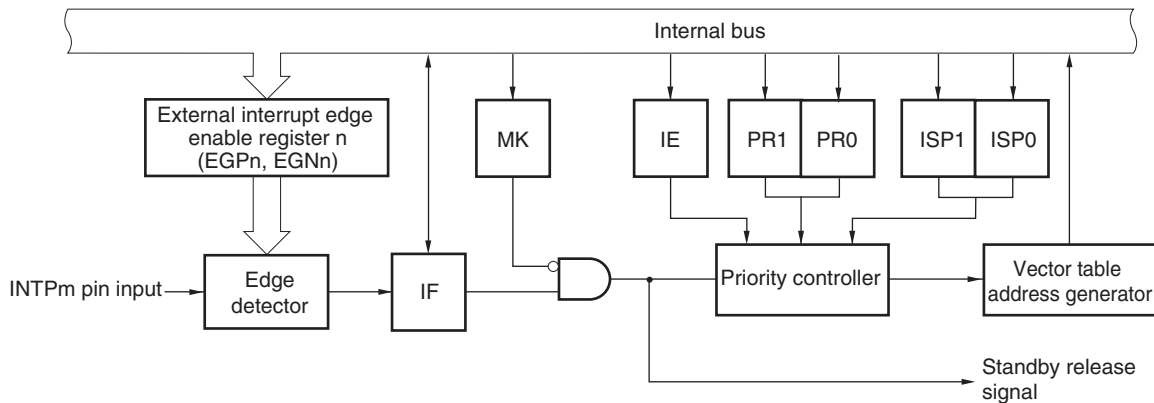 Internal bus
External interrupt edge
enable register n
(EGPn, EGNn)
MK
IE
PR1
PR0
ISP1
ISP0
INTPm pin input
Edge
detector
IF
Priority controller
Vector table
address generator
Standby release
signal